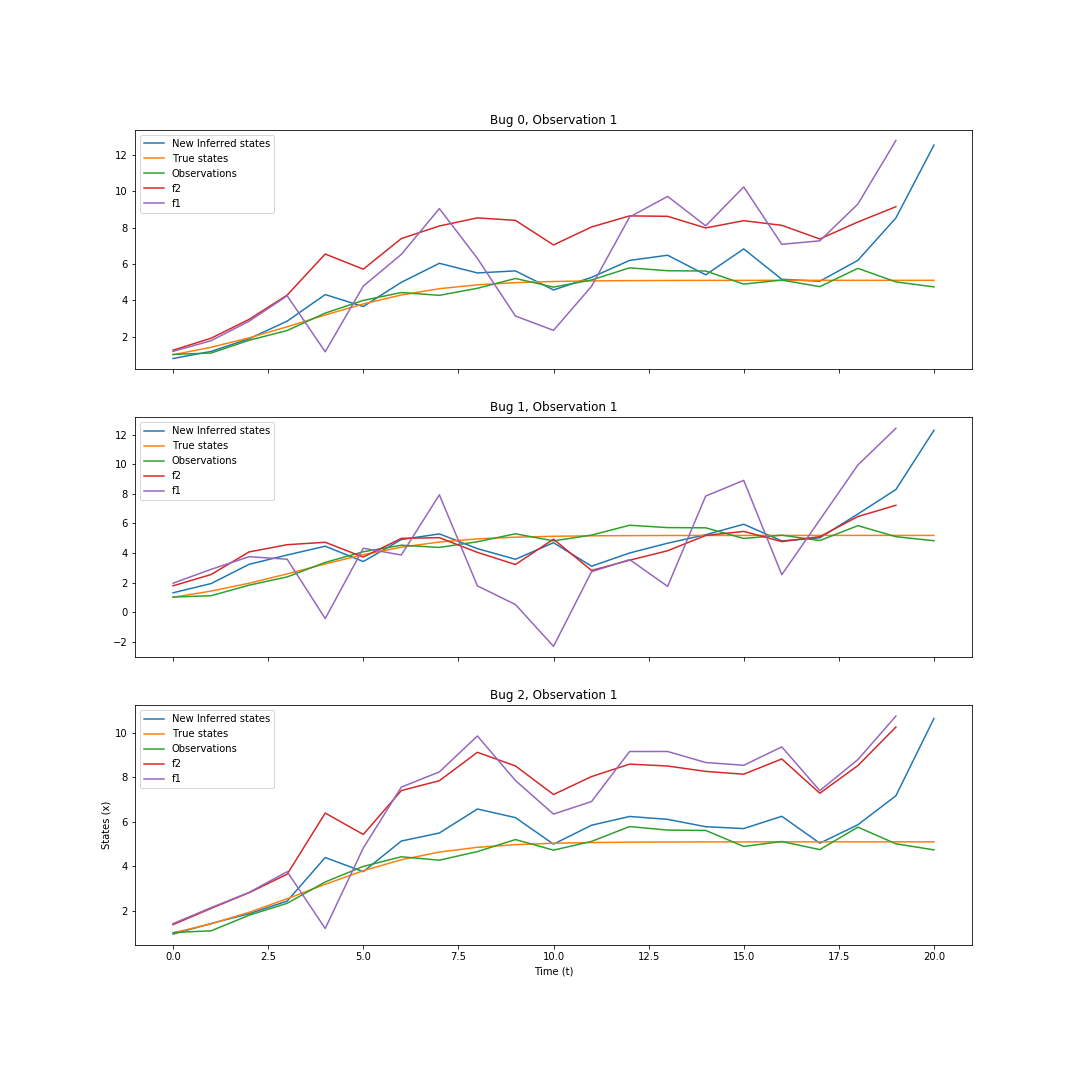 Bug 0, Observation 1
New Inferred states
True states
Observations
f2
f1
12
10
8
6
4
2
Bug 1, Observation 1
New Inferred states
True states
Observations
f2
f1
12
10
8
6
4
2
0
−2
Bug 2, Observation 1
New Inferred states
True states
Observations
f2
f1
10
8
6
4
2
States (x)
0.0 2.5 5.0 7.5 10.0 12.5 15.0 17.5 20.0
Time (t)